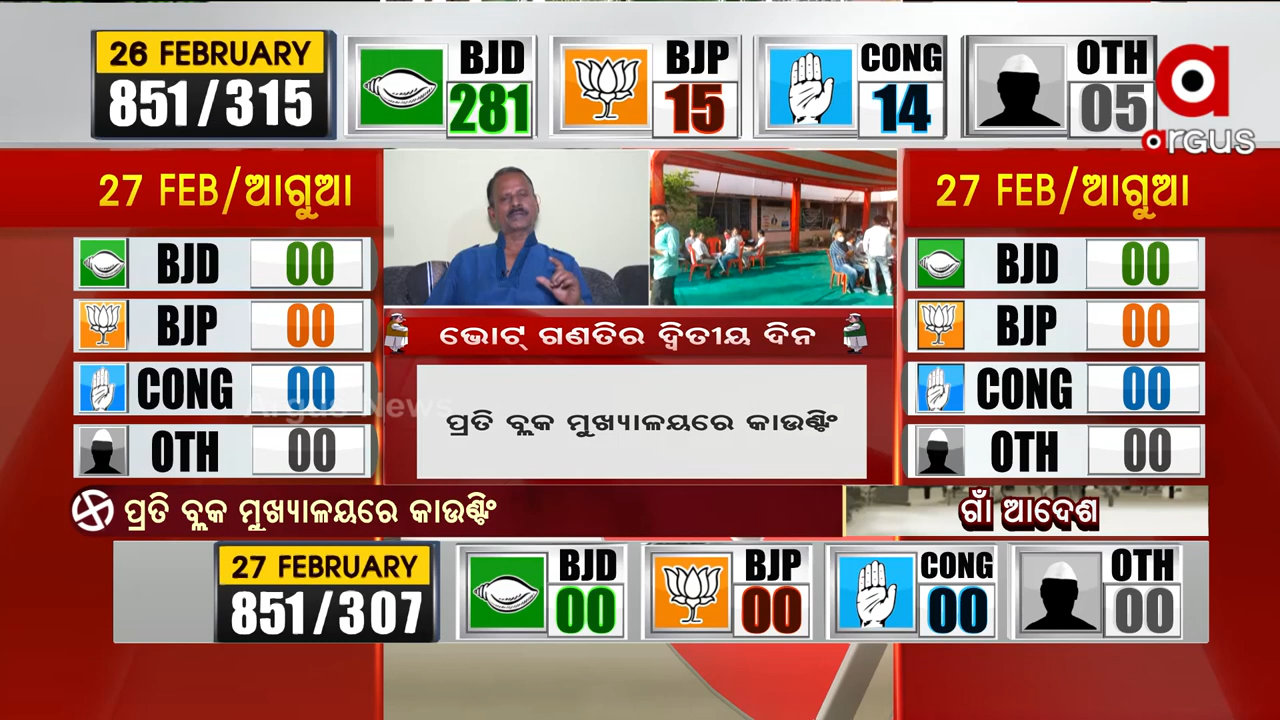 26 FEBRUARY
851/315
BJD
281
BJP
15
CONG
14
OTH
05
argus
27 FEB/ଆଗୁଆ
BJD 00
BJP 00
CONG 00
OTH 00
27 FEB/ଆଗୁଆ
BJD 00
BJP 00
CONG 00
OTH 00
ଭୋଟ୍ ଗଣତିର ଦ୍ୱିତୀୟ ଦିନ
ପ୍ରତି ବ୍ଲକ ମୁଖ୍ୟାଳୟରେ କାଉଣ୍ଟିଂ
Argus News
ପ୍ରତି ବ୍ଲକ ମୁଖ୍ୟାଳୟରେ କାଉଣ୍ଟିଂ
ଗାଁ ଆଦେଶ
27 FEBRUARY
851/307
BJD
00
BJP
00
CONG
00
OTH
00